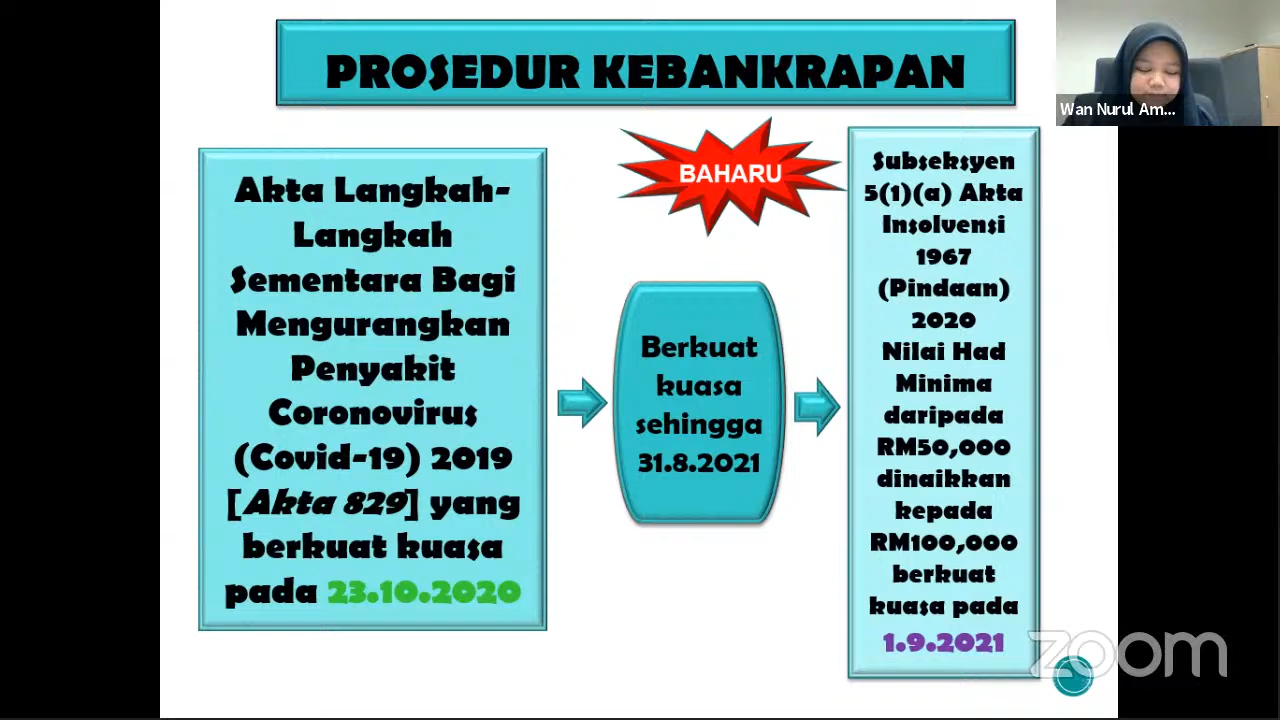 PROSEDUR KEBANKRAPAN
Wan Nurul Am...
Akta Langkah-
Langkah
Sementara Bagi
Mengurangkan
Penyakit
Coronovirus
(Covid-19) 2019
[Akta 829] yang
berkuat kuasa
pada 23.10.2020
BAHARU
Berkuat
kuasa
sehingga
31.8.2021
Subseksyen
5(1)(a) Akta
Insolvensi
1967
(Pindaan)
2020
Nilai Had
Minima
daripada
RM50,000
dinaikkan
kepada
RM100,000
berkuat
kuasa pada
1.9.2021
zoom